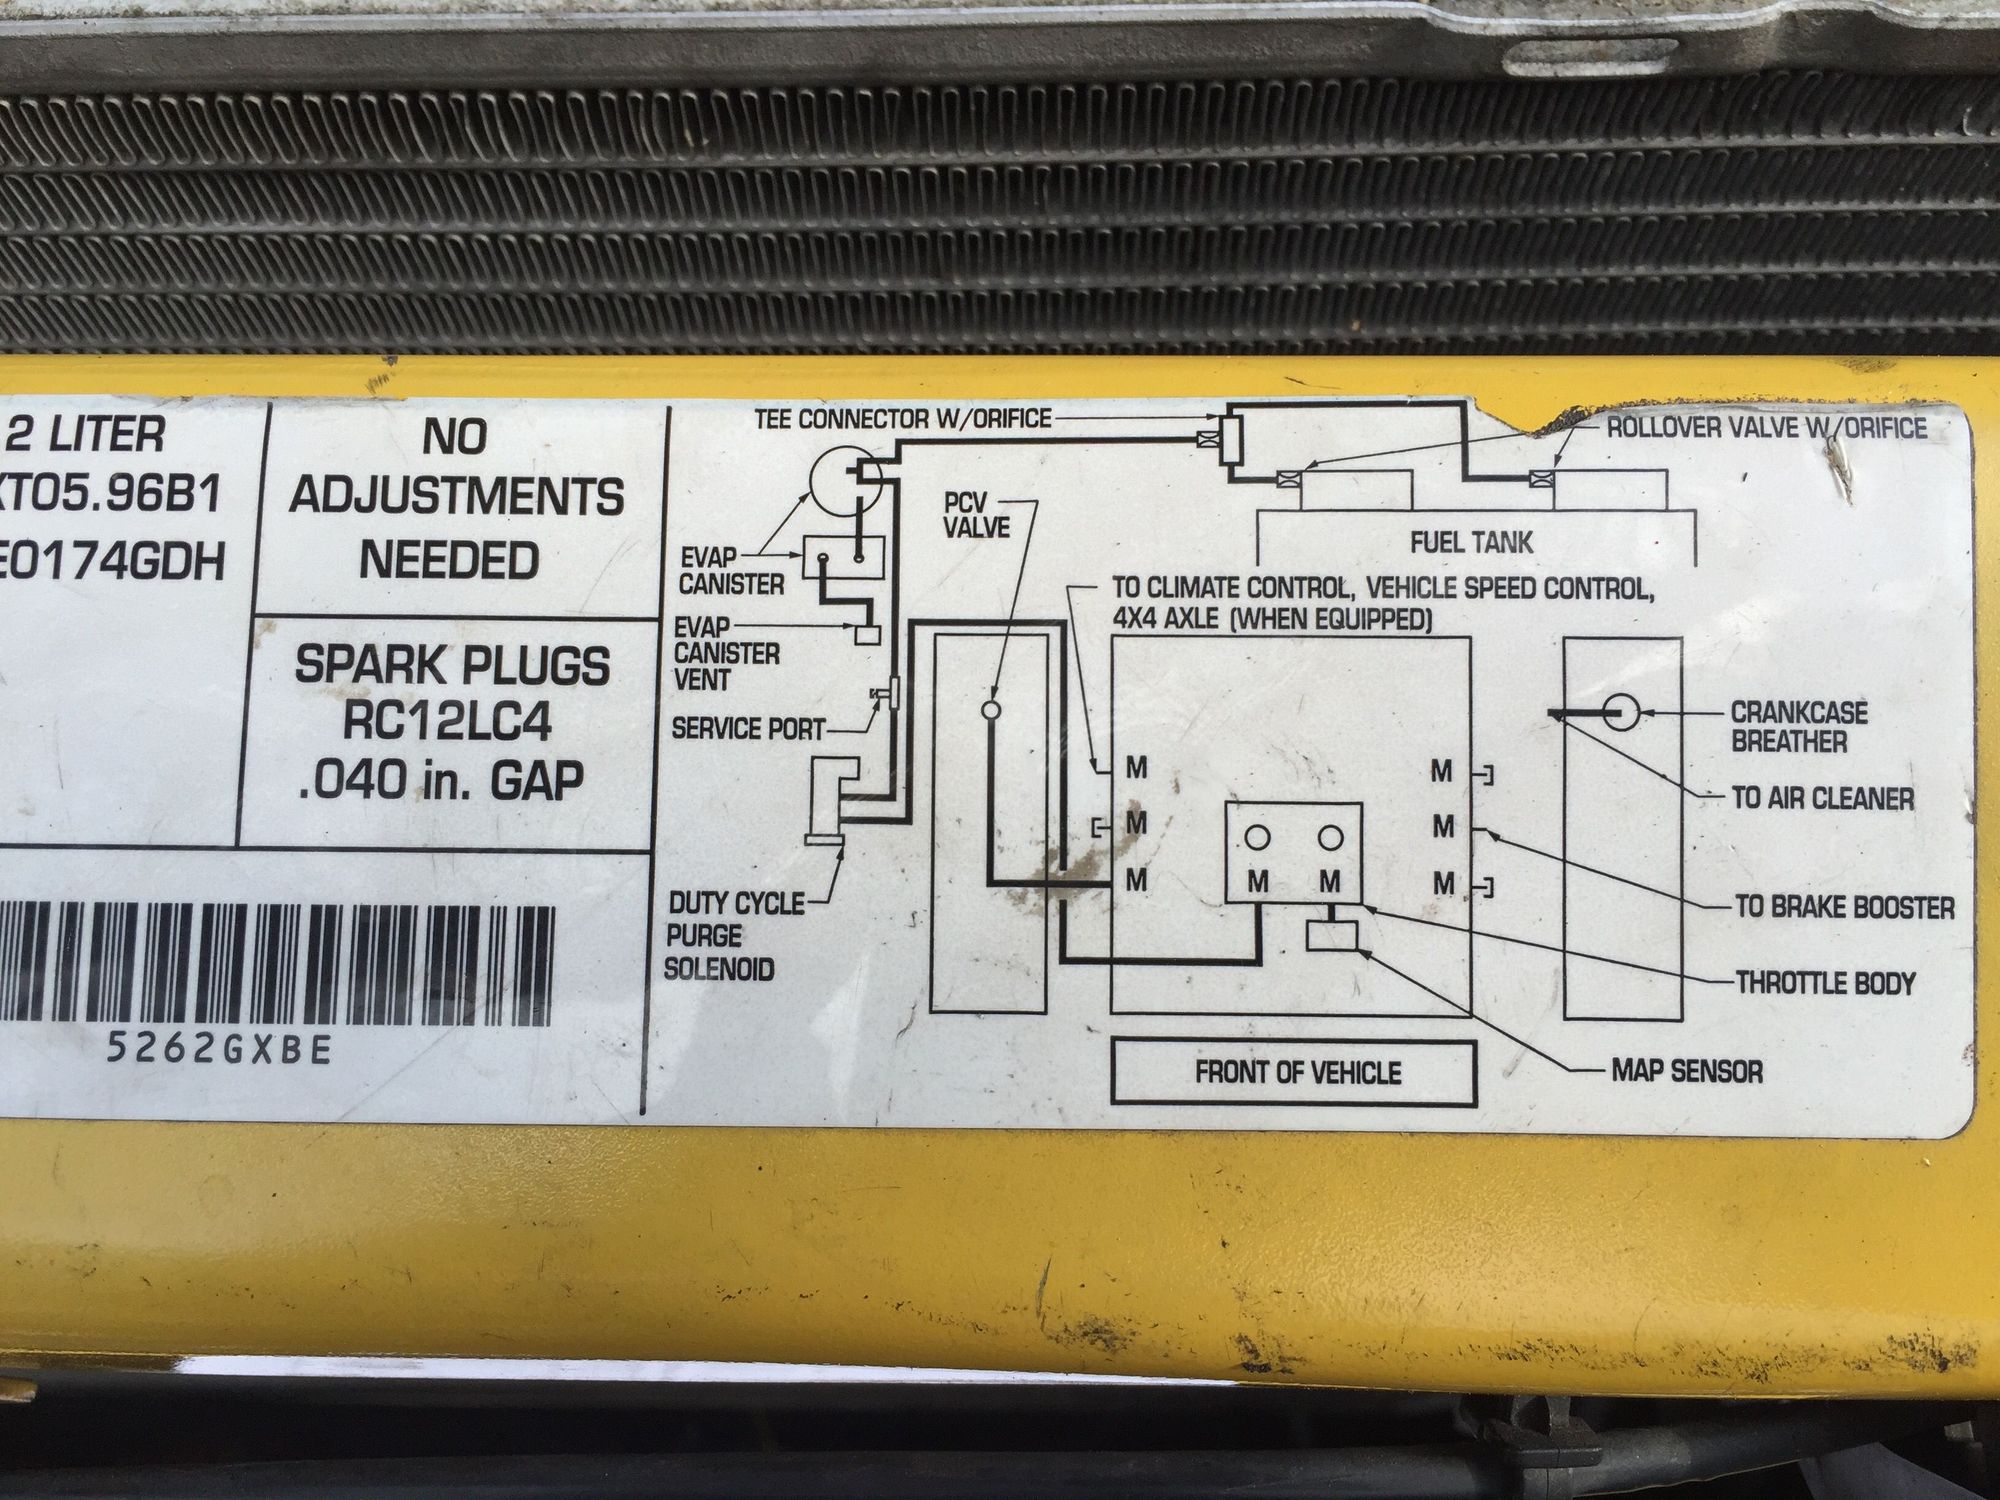 2 LITER
XT05.96B1
E0174GDH
NO
ADJUSTMENTS
NEEDED
SPARK PLUGS
RC12LC4
.040 in. GAP
5262GXBE
TEE CONNECTOR W/ORIFICE
ROLLOVER VALVE W/ORIFICE
PCV
VALVE
FUEL TANK
EVAP
CANISTER
TO CLIMATE CONTROL, VEHICLE SPEED CONTROL,
4X4 AXLE (WHEN EQUIPPED)
EVAP
CANISTER
VENT
SERVICE PORT
CRANKCASE
BREATHER
M
M
TO AIR CLEANER
M
M
M
M
M
M
DUTY CYCLE
PURGE
SOLENOID
TO BRAKE BOOSTER
THROTTLE BODY
MAP SENSOR
FRONT OF VEHICLE